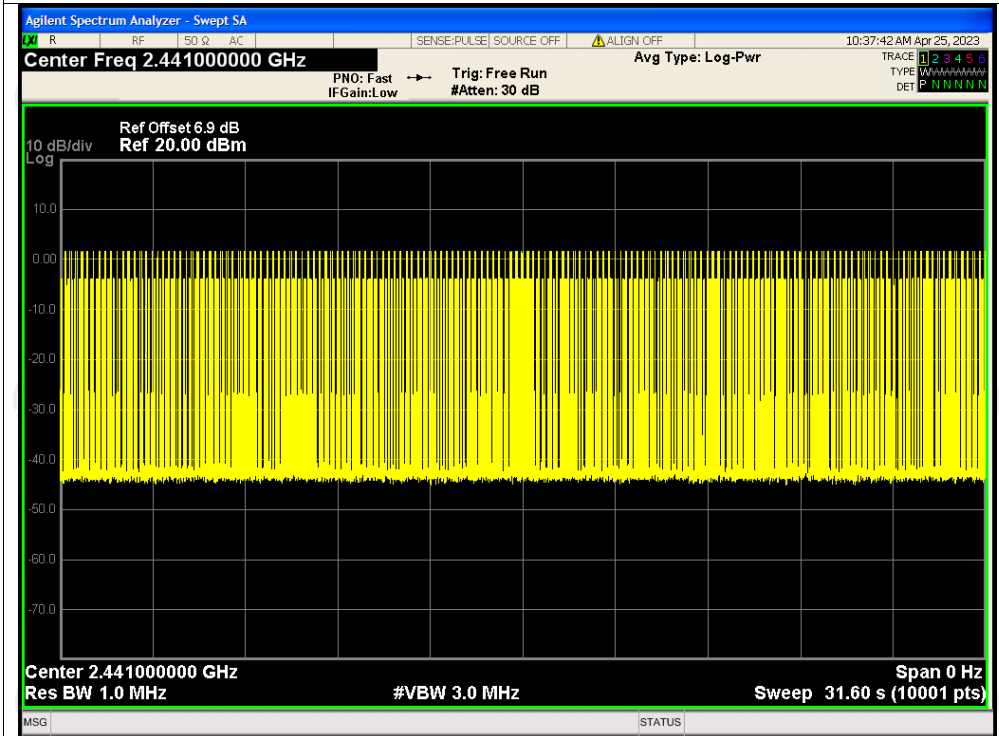 Agilent Spectrum Analyzer - Swept SA
LXI R RF 50 Ω AC SENSE:PULSE SOURCE OFF ALIGN OFF 10:37:42 AM Apr 25, 2023
Center Freq 2.441000000 GHz Avg Type: Log-Pwr TRACE 1 2 3 4 5 6
PNO: Fast Trig: Free Run TYPE W
IFGain:Low #Atten: 30 dB DET P N N N N N
Ref Offset 6.9 dB
10 dB/div Ref 20.00 dBm
Log
10.0
0.00
-10.0
-20.0
-30.0
-40.0
-50.0
-60.0
-70.0
Center 2.441000000 GHz Span 0 Hz
Res BW 1.0 MHz #VBW 3.0 MHz Sweep 31.60 s (10001 pts)
MSG STATUS